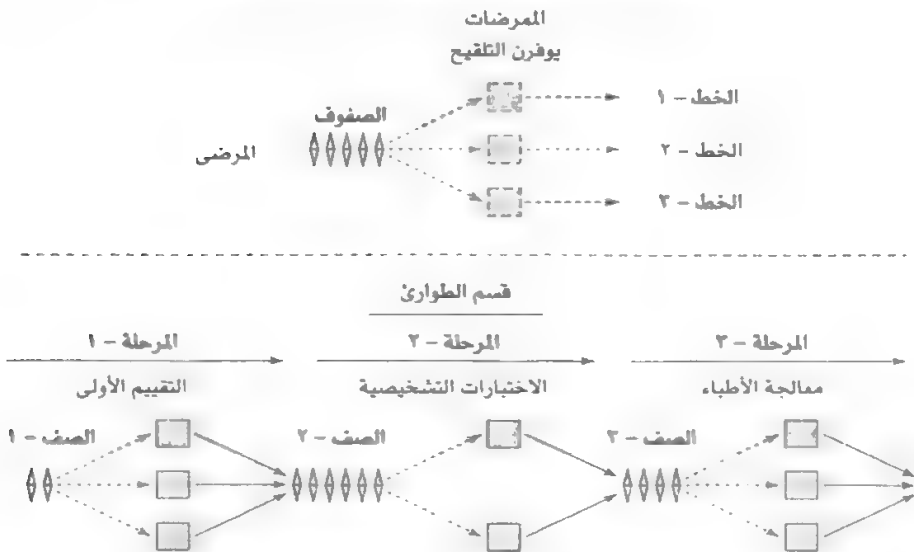 الممرضات
يوفرن التلقيح
الخط - ١
الصفوف
المرضى
الخط - ٢
الخط - ٣
قسم الطوارئ
المرحلة - ١
المرحلة - ٢
المرحلة - ٣
التقييم الأولى
الاختبارات التشخيصية
معالجة الأطباء
الصف - ١
الصف - ٢
الصف - ٣